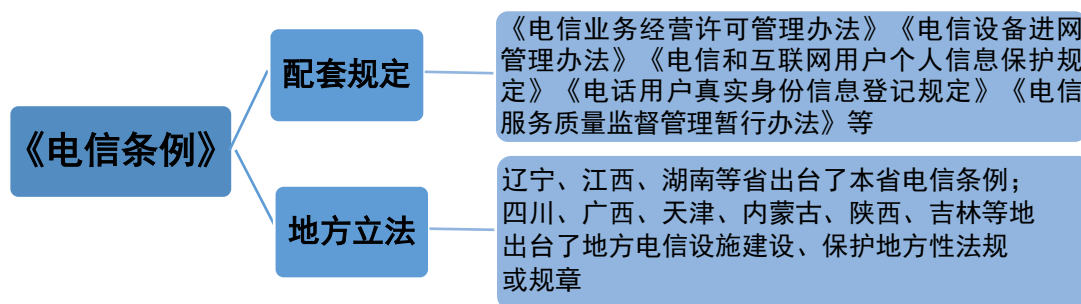 《电信条例》
配套规定
《电信业务经营许可管理办法》《电信设备进网
管理办法》《电信和互联网用户个人信息保护规
定》《电话用户真实身份信息登记规定》《电信
服务质量监督管理暂行办法》等
地方立法
辽宁、江西、湖南等省出台了本省电信条例；
四川、广西、天津、内蒙古、陕西、吉林等地
出台了地方电信设施建设、保护地方性法规
或规章